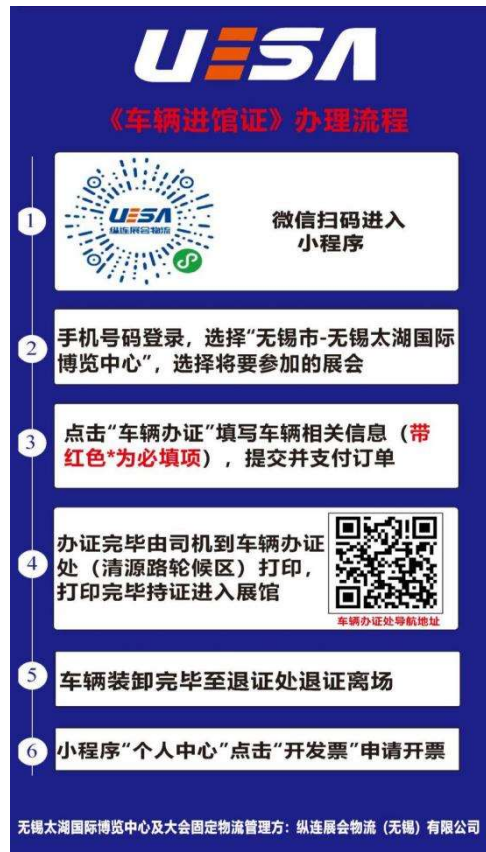 UESA
《车辆进馆证》办理流程
1
UESA
纵连展会物流
微信扫码进入
小程序
2
手机号码登录，选择“无锡市-无锡太湖国际
博览中心”，选择将要参加的展会
3
点击“车辆办证”填写车辆相关信息（带
红色*为必填项），提交并支付订单
4
办证完毕由司机到车辆办证
处（清源路轮候区）打印，
打印完毕持证进入展馆
车辆办证处导航地址
5
车辆装卸完毕至退证处退证离场
6
小程序“个人中心”点击“开发票”申请开票
无锡太湖国际博览中心及大会固定物流管理方：纵连展会物流（无锡）有限公司